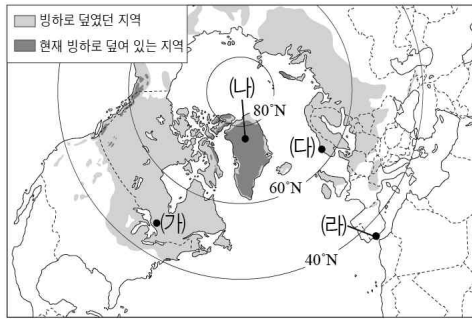 빙하로 덮였던 지역
현재 빙하로 덮여 있는 지역
(나)
80°N
(다)
60°N
(가)
(라)
40°N